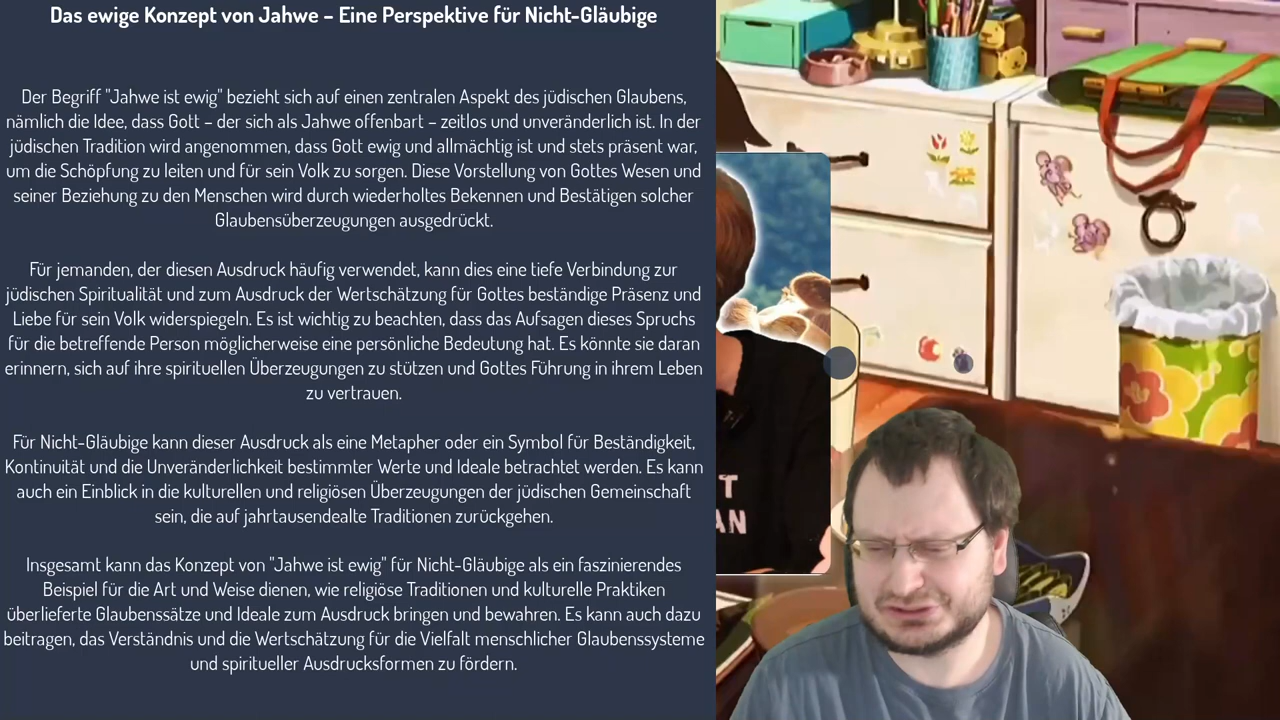 Das ewige Konzept von Jahwe – Eine Perspektive für Nicht-Gläubige
Der Begriff "Jahwe ist ewig" bezieht sich auf einen zentralen Aspekt des jüdischen Glaubens,
nämlich die Idee, dass Gott – der sich als Jahwe offenbart – zeitlos und unveränderlich ist. In der
jüdischen Tradition wird angenommen, dass Gott ewig und allmächtig ist und stets präsent war,
um die Schöpfung zu leiten und für sein Volk zu sorgen. Diese Vorstellung von Gottes Wesen und
seiner Beziehung zu den Menschen wird durch wiederholtes Bekennen und Bestätigen solcher
Glaubensüberzeugungen ausgedrückt.
Für jemanden, der diesen Ausdruck häufig verwendet, kann dies eine tiefe Verbindung zur
jüdischen Spiritualität und zum Ausdruck der Wertschätzung für Gottes beständige Präsenz und
Liebe für sein Volk widerspiegeln. Es ist wichtig zu beachten, dass das Aufsagen dieses Spruchs
für die betreffende Person möglicherweise eine persönliche Bedeutung hat. Es könnte sie daran
erinnern, sich auf ihre spirituellen Überzeugungen zu stützen und Gottes Führung in ihrem Leben
zu vertrauen.
Für Nicht-Gläubige kann dieser Ausdruck als eine Metapher oder ein Symbol für Beständigkeit,
Kontinuität und die Unveränderlichkeit bestimmter Werte und Ideale betrachtet werden. Es kann
auch ein Einblick in die kulturellen und religiösen Überzeugungen der jüdischen Gemeinschaft
sein, die auf jahrtausendealte Traditionen zurückgehen.
Insgesamt kann das Konzept von "Jahwe ist ewig" für Nicht-Gläubige als ein faszinierendes
Beispiel für die Art und Weise dienen, wie religiöse Traditionen und kulturelle Praktiken
überlieferte Glaubenssätze und Ideale zum Ausdruck bringen und bewahren. Es kann auch dazu
beitragen, das Verständnis und die Wertschätzung für die Vielfalt menschlicher Glaubenssysteme
und spiritueller Ausdrucksformen zu fördern.
T
AN